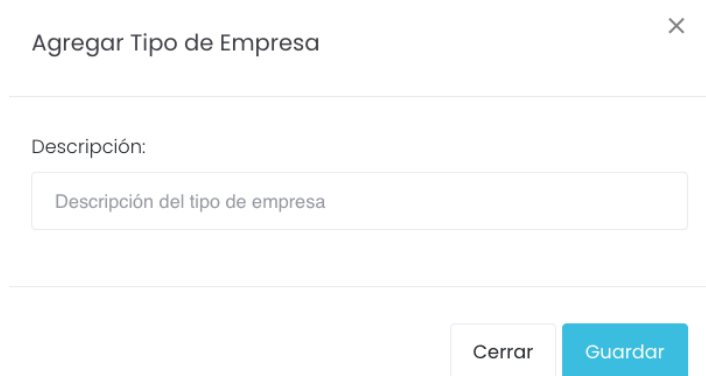 Agregar Tipo de Empresa
Descripción:
Descripción del tipo de empresa
Cerrar Guardar